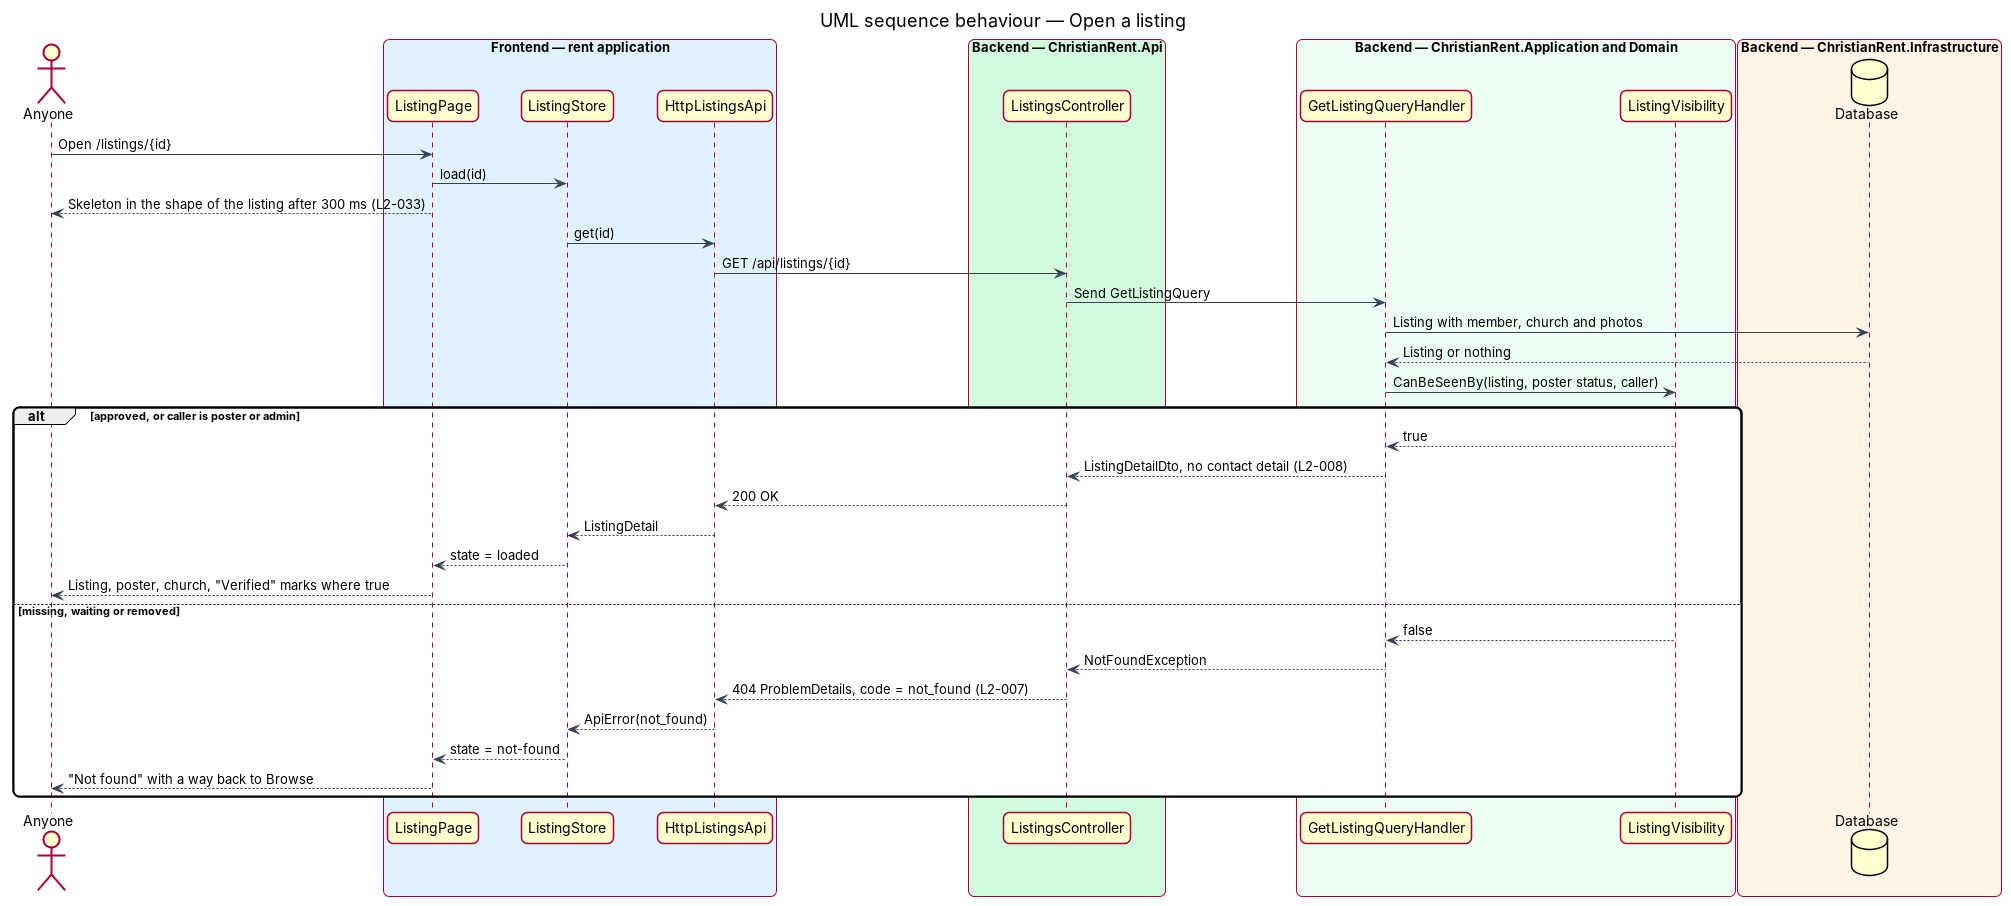 UML sequence behaviour — Open a listing
Frontend — rent application
Backend — ChristianRent.Api
Backend — ChristianRent.Application and Domain
Backend — ChristianRent.Infrastructure
Anyone
ListingPage
ListingStore
HttpListingsApi
ListingsController
GetListingQueryHandler
ListingVisibility
Database
Open /listings/{id}
load(id)
Skeleton in the shape of the listing after 300 ms (L2-033)
get(id)
GET /api/listings/{id}
Send GetListingQuery
Listing with member, church and photos
Listing or nothing
CanBeSeenBy(listing, poster status, caller)
alt
[approved, or caller is poster or admin]
true
ListingDetailDto, no contact detail (L2-008)
200 OK
ListingDetail
state = loaded
Listing, poster, church, "Verified" marks where true
[missing, waiting or removed]
false
NotFoundException
404 ProblemDetails, code = not_found (L2-007)
ApiError(not_found)
state = not-found
"Not found" with a way back to Browse
Anyone
ListingPage
ListingStore
HttpListingsApi
ListingsController
GetListingQueryHandler
ListingVisibility
Database